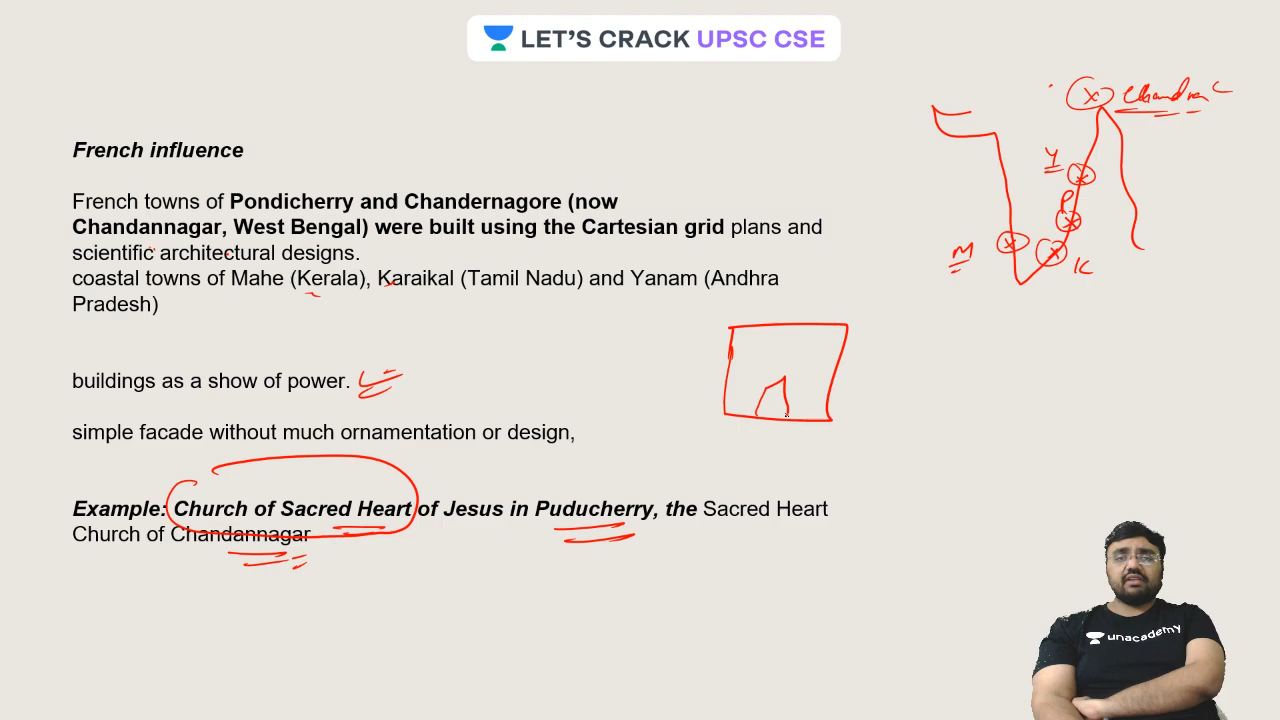 LET'S CRACK UPSC CSE
French influence
French towns of Pondicherry and Chandernagore (now
Chandannagar, West Bengal) were built using the Cartesian grid plans and
scientific architectural designs.
coastal towns of Mahe (Kerala), Karaikal (Tamil Nadu) and Yanam (Andhra
Pradesh)
buildings as a show of power.
simple facade without much ornamentation or design,
Example: Church of Sacred Heart of Jesus in Puducherry, the Sacred Heart
Church of Chandannagar
Y
P
M
K
unacademy